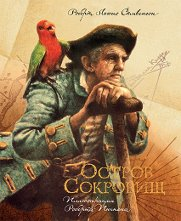 Роберт Льюис Стивенсон
Остров
Сокровищ
Иллюстрации
Роберта Ингпена